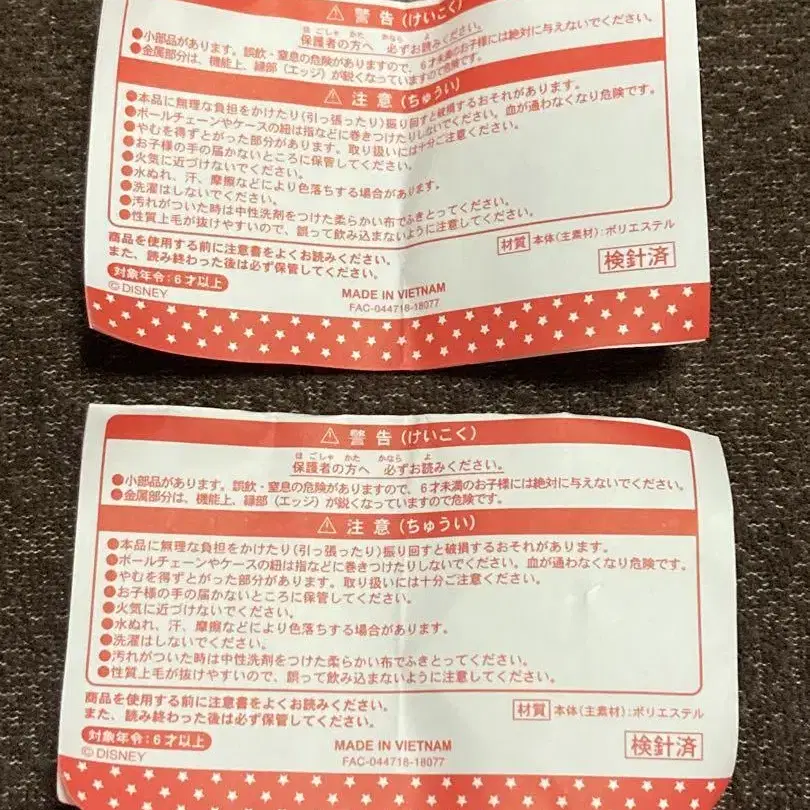 ⚠ 警告(けいこく)
ほごしゃ かた かなら よ
保護者の方へ 必ずお読みください。
●小部品があります。誤飲・窒息の危険がありますので、6才未満のお子様には絶対に与えないでください。
●金属部分は、機能上、縁部(エッジ)が鋭くなっていますので危険です。
⚠ 注意(ちゅうい)
●本品に無理な負担をかけたり(引っ張ったり)振り回すと破損するおそれがあります。
●ボールチェーンやケースの紐は指などに巻きつけたりしないでください。血が通わなくなり危険です。
●やむを得ずとがった部分があります。取り扱いには十分ご注意ください。
●お子様の手の届かないところに保管してください。
●火気に近づけないでください。
●水ぬれ、汗、摩擦などにより色落ちする場合があります。
●洗濯はしないでください。
●汚れがついた時は中性洗剤をつけた柔らかい布でふきとってください。
●性質上毛が抜けやすいので、誤って飲み込まないように注意してください。
商品を使用する前に注意書をよくお読みください。
また、読み終わった後は必ず保管してください。
材質 本体(主素材):ポリエステル
対象年令:6才以上
検針済
©DISNEY
MADE IN VIETNAM
FAC-044718-18077
⚠ 警告(けいこく)
ほごしゃ かた かなら よ
保護者の方へ 必ずお読みください。
●小部品があります。誤飲・窒息の危険がありますので、6才未満のお子様には絶対に与えないでください。
●金属部分は、機能上、縁部(エッジ)が鋭くなっていますので危険です。
⚠ 注意(ちゅうい)
●本品に無理な負担をかけたり(引っ張ったり)振り回すと破損するおそれがあります。
●ボールチェーンやケースの紐は指などに巻きつけたりしないでください。血が通わなくなり危険です。
●やむを得ずとがった部分があります。取り扱いには十分ご注意ください。
●お子様の手の届かないところに保管してください。
●火気に近づけないでください。
●水ぬれ、汗、摩擦などにより色落ちする場合があります。
●洗濯はしないでください。
●汚れがついた時は中性洗剤をつけた柔らかい布でふきとってください。
●性質上毛が抜けやすいので、誤って飲み込まないように注意してください。
商品を使用する前に注意書をよくお読みください。
また、読み終わった後は必ず保管してください。
材質 本体(主素材):ポリエステル
対象年令:6才以上
検針済
©DISNEY
MADE IN VIETNAM
FAC-044718-18077